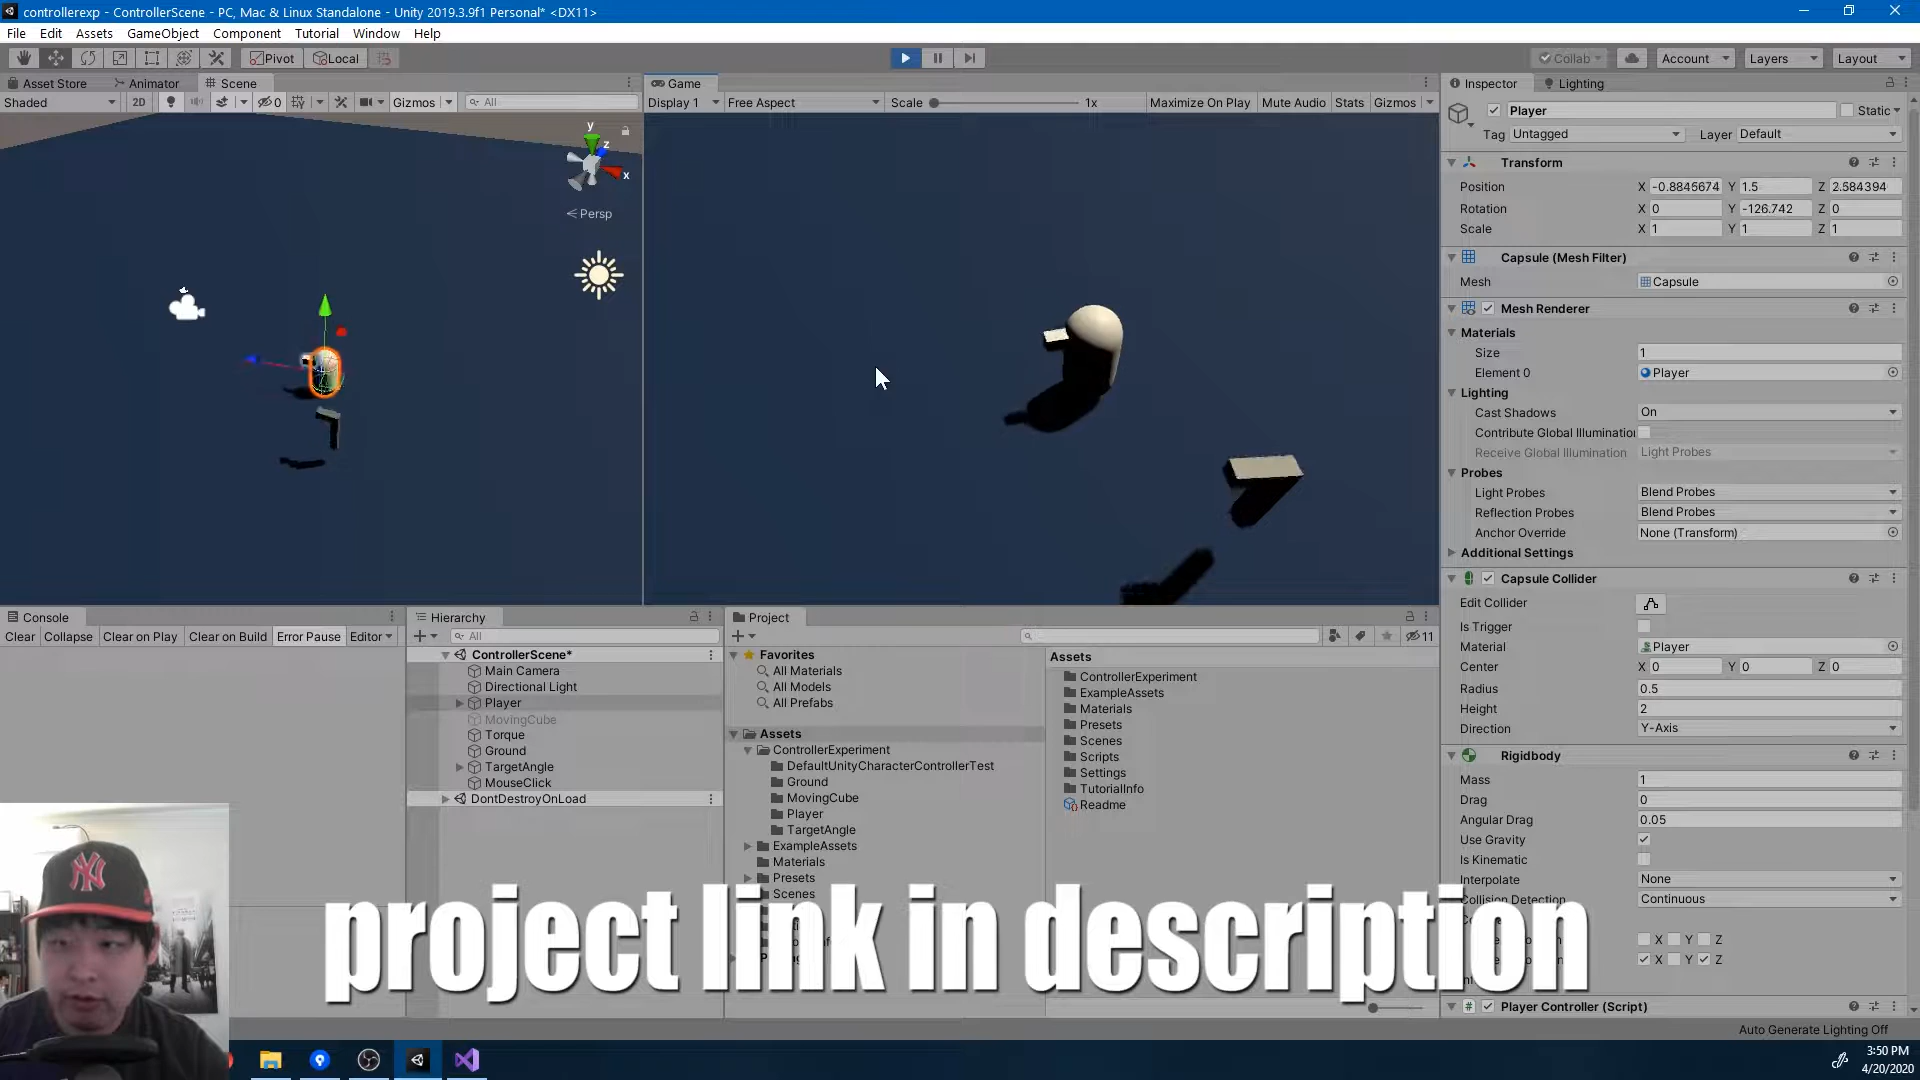 controllerexp - ControllerScene - PC, Mac & Linux Standalone - Unity 2019.3.9f1 Personal* <DX11>
File Edit Assets GameObject Component Tutorial Window Help
Pivot Local Collab Account Layers Layout
Asset Store Animator Scene
Shaded 2D 0 Gizmos All
y z x
Persp
Game
Display 1 Free Aspect Scale 1x Maximize On Play Mute Audio Stats Gizmos
Inspector Lighting
Player Static
Tag Untagged Layer Default
Transform
Position X -0.8845674 Y 1.5 Z 2.584394
Rotation X 0 Y -126.742 Z 0
Scale X 1 Y 1 Z 1
Capsule (Mesh Filter)
Mesh Capsule
Mesh Renderer
Materials
Size 1
Element 0 Player
Lighting
Cast Shadows On
Contribute Global Illumination
Receive Global Illumination Light Probes
Probes
Light Probes Blend Probes
Reflection Probes Blend Probes
Anchor Override None (Transform)
Additional Settings
Capsule Collider
Edit Collider
Is Trigger
Material Player
Center X 0 Y 0 Z 0
Radius 0.5
Height 2
Direction Y-Axis
Rigidbody
Mass 1
Drag 0
Angular Drag 0.05
Use Gravity
Is Kinematic
Interpolate None
Collision Detection Continuous
X Y Z
X Y Z
Player Controller (Script)
Auto Generate Lighting Off
Console
Clear Collapse Clear on Play Clear on Build Error Pause Editor
Hierarchy
All
ControllerScene*
Main Camera
Directional Light
Player
MovingCube
Torque
Ground
TargetAngle
MouseClick
DontDestroyOnLoad
Project
11
Favorites
All Materials
All Models
All Prefabs
Assets
ControllerExperiment
DefaultUnityCharacterControllerTest
Ground
MovingCube
Player
TargetAngle
ExampleAssets
Materials
Presets
Scenes
Assets
ControllerExperiment
ExampleAssets
Materials
Presets
Scenes
Scripts
Settings
TutorialInfo
Readme
project link in description
3:50 PM
4/20/2020